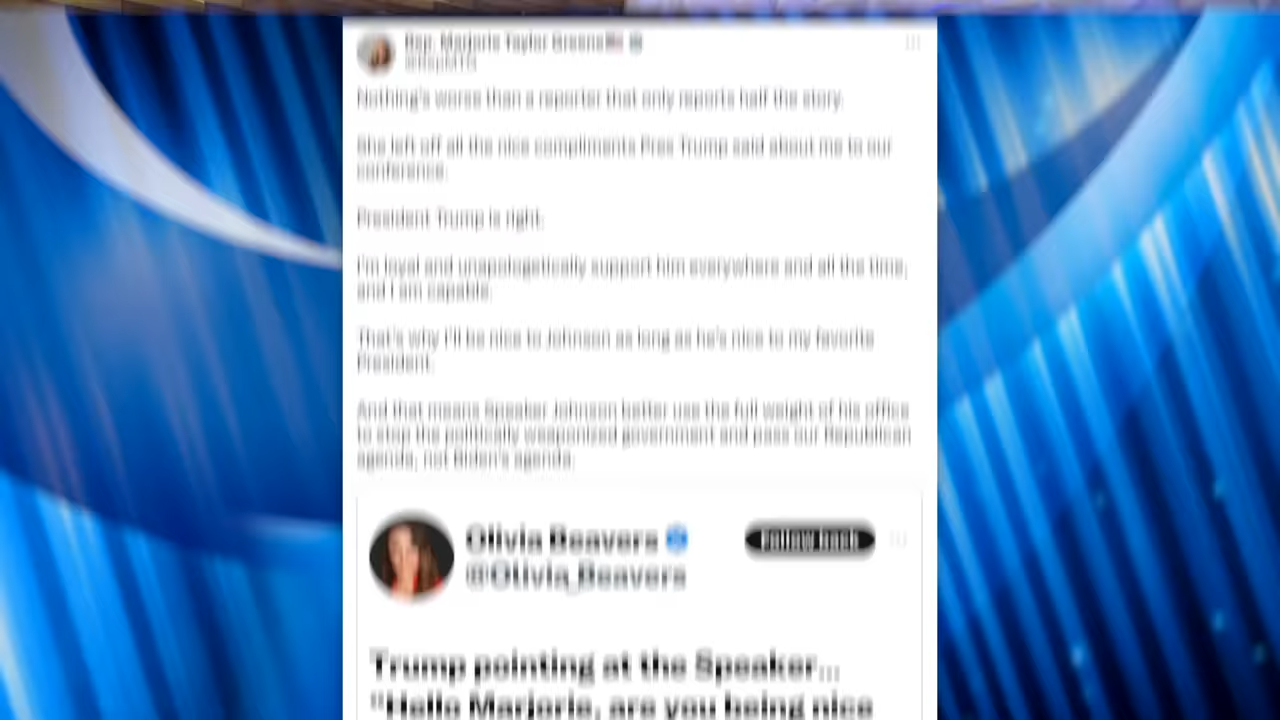 Rep. Marjorie Taylor Greene
@RepMTG
Nothing's worse than a reporter that only reports half the story.
She left off all the nice compliments Pres Trump said about me to our
conference.
President Trump is right.
I'm loyal and unapologetically support him everywhere and all the time,
and I am capable.
That's why I'll be nice to Johnson as long as he's nice to my favorite
President.
And that means Speaker Johnson better use the full weight of his office
to stop the politically weaponized government and pass our Republican
agenda, not Biden's agenda.
Olivia Beavers
Follow back
@Olivia_Beavers
Trump pointing at the Speaker...
"Hello Marjorie, are you being nice